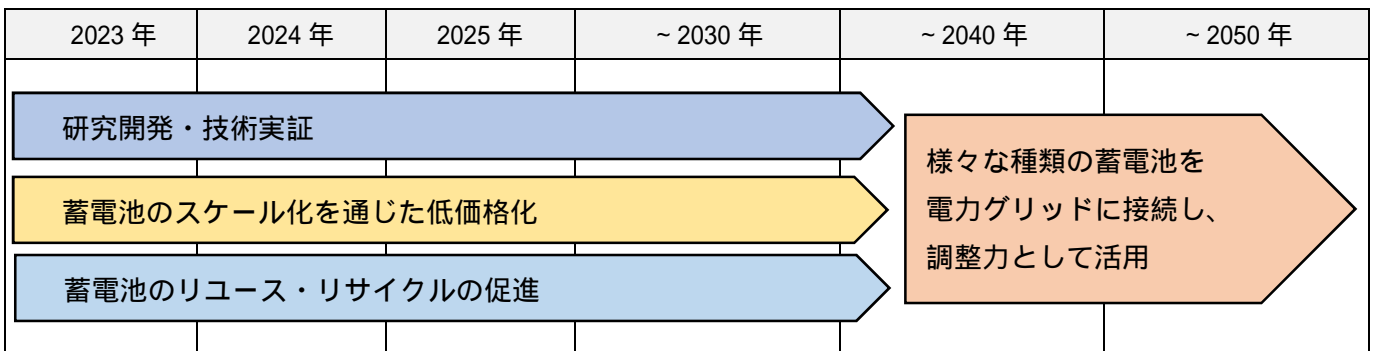 2023 年 2024 年 2025 年 ~ 2030 年 ~ 2040 年 ~ 2050 年
研究開発・技術実証
蓄電池のスケール化を通じた低価格化
蓄電池のリユース・リサイクルの促進
様々な種類の蓄電池を
電力グリッドに接続し、
調整力として活用